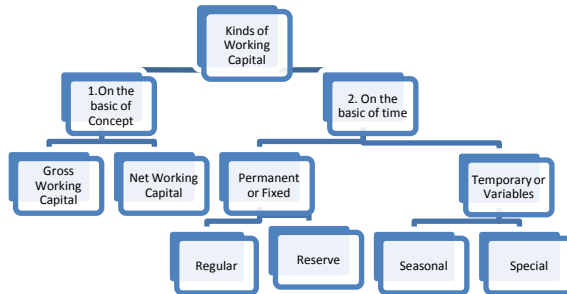 Kinds of
Working
Capital
1.On the
basic of
Concept
2. On the
basic of time
Gross
Working
Capital
Net Working
Capital
Permanent
or Fixed
Temporary or
Variables
Regular
Reserve
Seasonal
Special